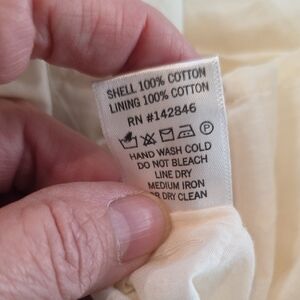 SHELL 100% COTTON
LINING 100% COTTON
RN #142846
HAND WASH COLD
DO NOT BLEACH
LINE DRY
MEDIUM IRON
DRY CLEAN